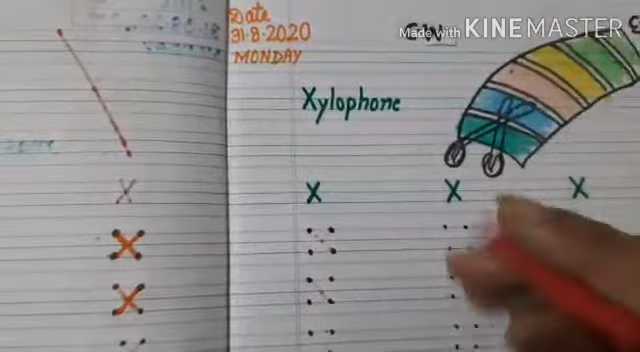 Date
31-8-2020
MONDAY
C.W
Made with KINEMASTER
Xylophone
X
X X X
X
X